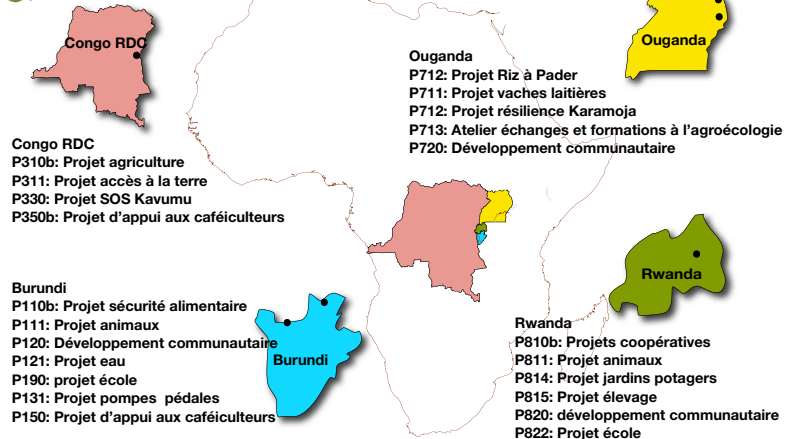 Congo RDC
Ouganda
Ouganda
P712: Projet Riz à Pader
P711: Projet vaches laitières
P712: Projet résilience Karamoja
P713: Atelier échanges et formations à l'agroécologie
P720: Développement communautaire
Congo RDC
P310b: Projet agriculture
P311: Projet accès à la terre
P330: Projet SOS Kavumu
P350b: Projet d'appui aux caféiculteurs
Burundi
P110b: Projet sécurité alimentaire
P111: Projet animaux
P120: Développement communautaire
P121: Projet eau
P190: projet école
P131: Projet pompes pédales
P150: Projet d'appui aux caféiculteurs
Burundi
Rwanda
Rwanda
P810b: Projets coopératives
P811: Projet animaux
P814: Projet jardins potagers
P815: Projet élevage
P820: développement communautaire
P822: Projet école